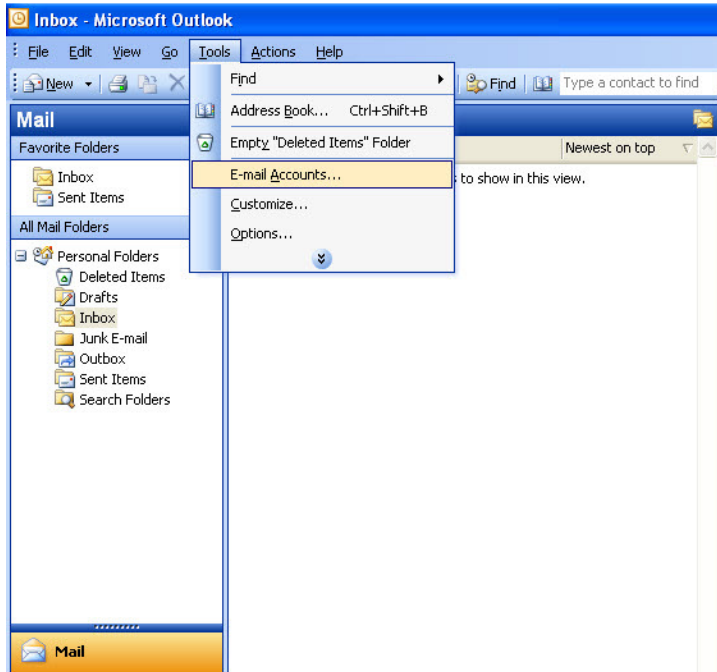 Inbox - Microsoft Outlook
File Edit View Go Tools Actions Help
New Find Type a contact to find
Find
Address Book... Ctrl+Shift+B
Empty "Deleted Items" Folder
E-mail Accounts...
Customize...
Options...
Mail
Favorite Folders
Inbox
Sent Items
All Mail Folders
Personal Folders
Deleted Items
Drafts
Inbox
Junk E-mail
Outbox
Sent Items
Search Folders
Newest on top
to show in this view.
Mail